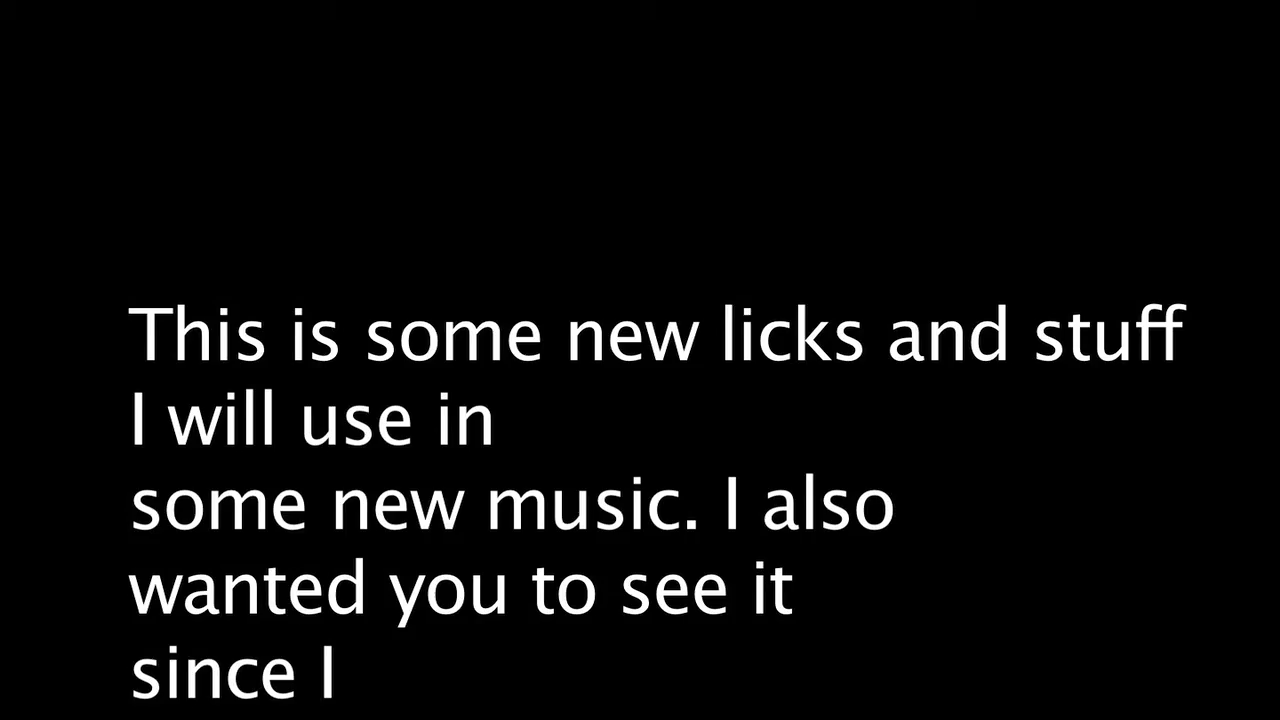 This is some new licks and stuff
I will use in
some new music. I also
wanted you to see it
since I